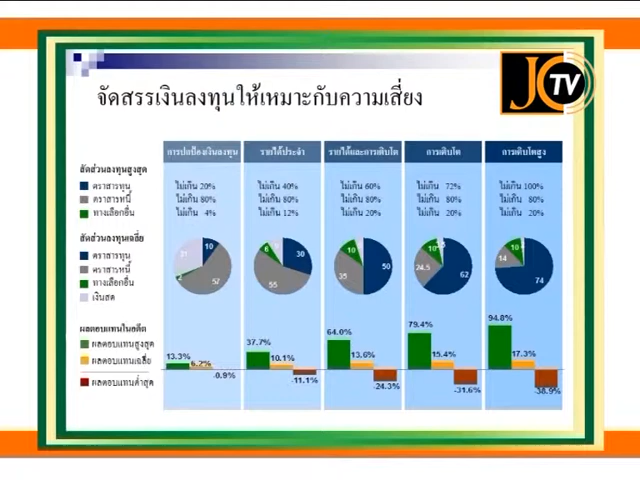 JC TV
จัดสรรเงินลงทุนให้เหมาะกับความเสี่ยง
การปกป้องเงินลงทุน รายได้ประจำ รายได้และการเติบโต การเติบโต การเติบโตสูง
สัดส่วนลงทุนสูงสุด
ตราสารทุน ไม่เกิน 20% ไม่เกิน 40% ไม่เกิน 60% ไม่เกิน 72% ไม่เกิน 100%
ตราสารหนี้ ไม่เกิน 80% ไม่เกิน 80% ไม่เกิน 80% ไม่เกิน 80% ไม่เกิน 80%
ทางเลือกอื่น ไม่เกิน 4% ไม่เกิน 12% ไม่เกิน 20% ไม่เกิน 20% ไม่เกิน 20%
สัดส่วนลงทุนเฉลี่ย
ตราสารทุน
ตราสารหนี้
ทางเลือกอื่น
เงินสด
31 10 2 57
6 30 55
10 50 35
10 62 24.5
10 74 14
ผลตอบแทนในอดีต
ผลตอบแทนสูงสุด
ผลตอบแทนเฉลี่ย
ผลตอบแทนต่ำสุด
13.3% 6.2% -0.9%
37.7% 10.1% -11.1%
64.0% 13.6% -24.3%
79.4% 15.4% -31.6%
94.8% 17.3% -38.9%